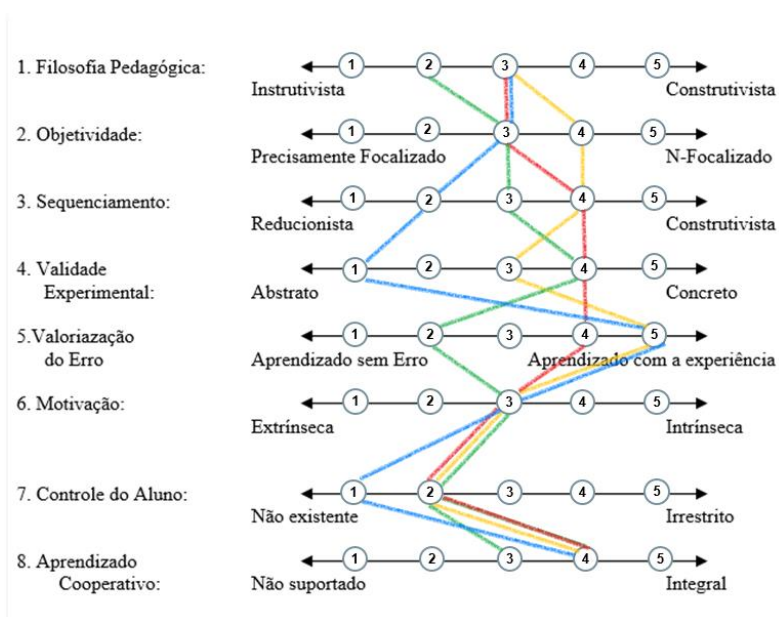 1. Filosofia Pedagógica: 1 2 3 4 5
Instrutivista Construtivista
2. Objetividade: 1 2 3 4 5
Precisamente Focalizado N-Focalizado
3. Sequenciamento: 1 2 3 4 5
Reducionista Construtivista
4. Validade 1 2 3 4 5
Experimental: Abstrato Concreto
5.Valoriazação 1 2 3 4 5
do Erro Aprendizado sem Erro Aprendizado com a experiência
6. Motivação: 1 2 3 4 5
Extrínseca Intrínseca
7. Controle do Aluno: 1 2 3 4 5
Não existente Irrestrito
8. Aprendizado 1 2 3 4 5
Cooperativo: Não suportado Integral